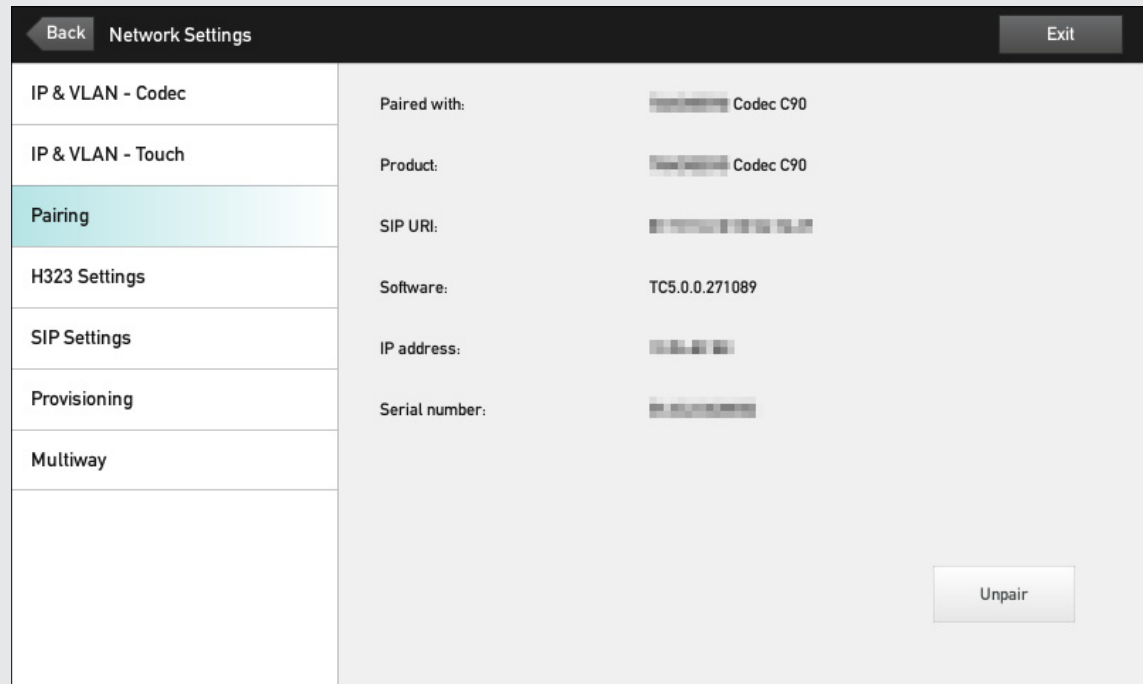 Back Network Settings Exit
IP & VLAN - Codec
IP & VLAN - Touch
Pairing
H323 Settings
SIP Settings
Provisioning
Multiway
Paired with: Codec C90
Product: Codec C90
SIP URI:
Software: TC5.0.0.271089
IP address:
Serial number:
Unpair